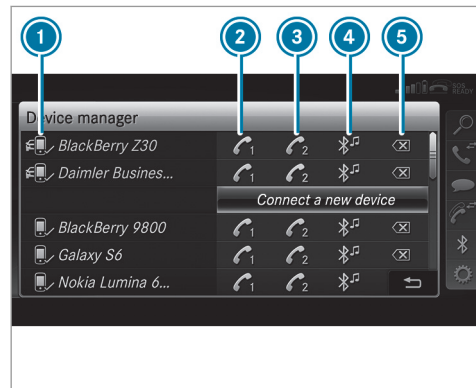 1 2 3 4 5
SOS
READY
Device manager
BlackBerry Z30 1 2
Daimler Busines... 1 2
Connect a new device
BlackBerry 9800 1 2
Galaxy S6 1 2
Nokia Lumina 6... 1 2